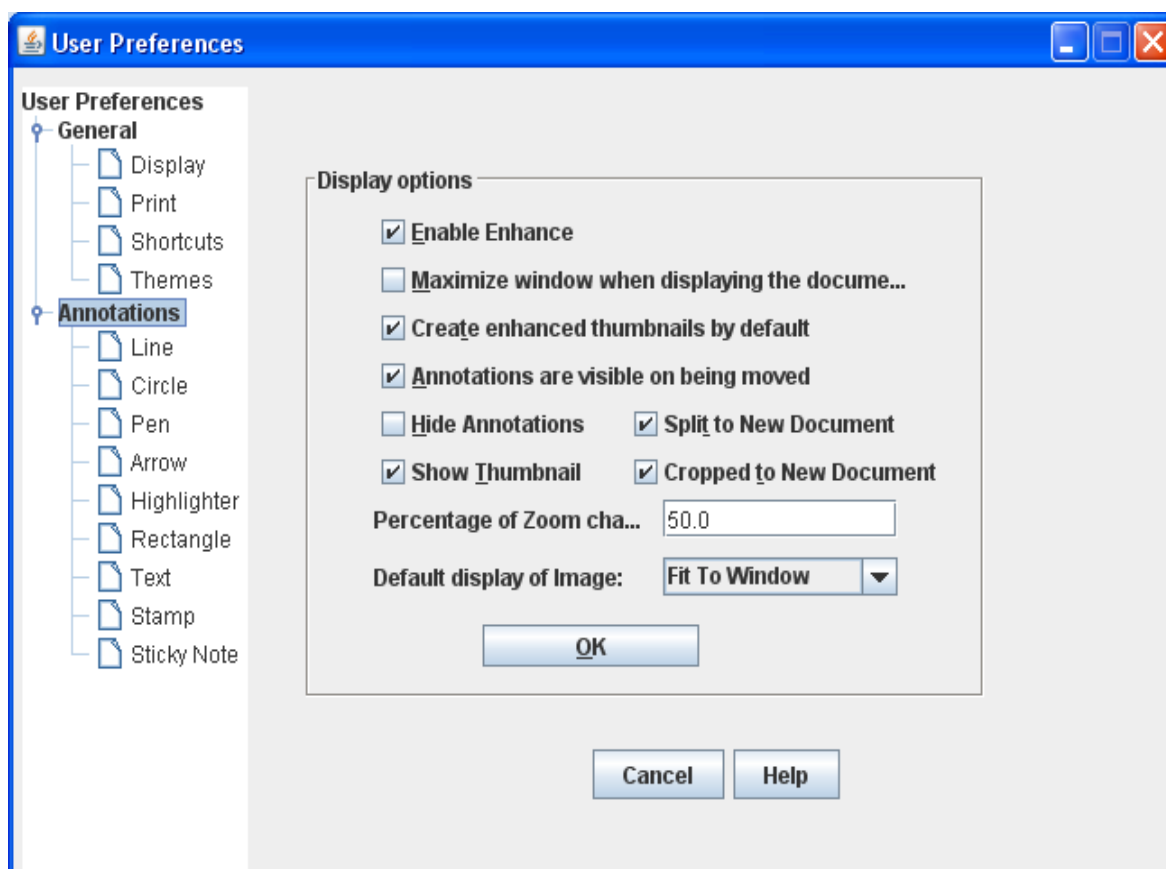 User Preferences
User Preferences
General
Display
Print
Shortcuts
Themes
Annotations
Line
Circle
Pen
Arrow
Highlighter
Rectangle
Text
Stamp
Sticky Note
Display options
Enable Enhance
Maximize window when displaying the docume...
Create enhanced thumbnails by default
Annotations are visible on being moved
Hide Annotations Split to New Document
Show Thumbnail Cropped to New Document
Percentage of Zoom cha... 50.0
Default display of Image: Fit To Window
OK
Cancel Help